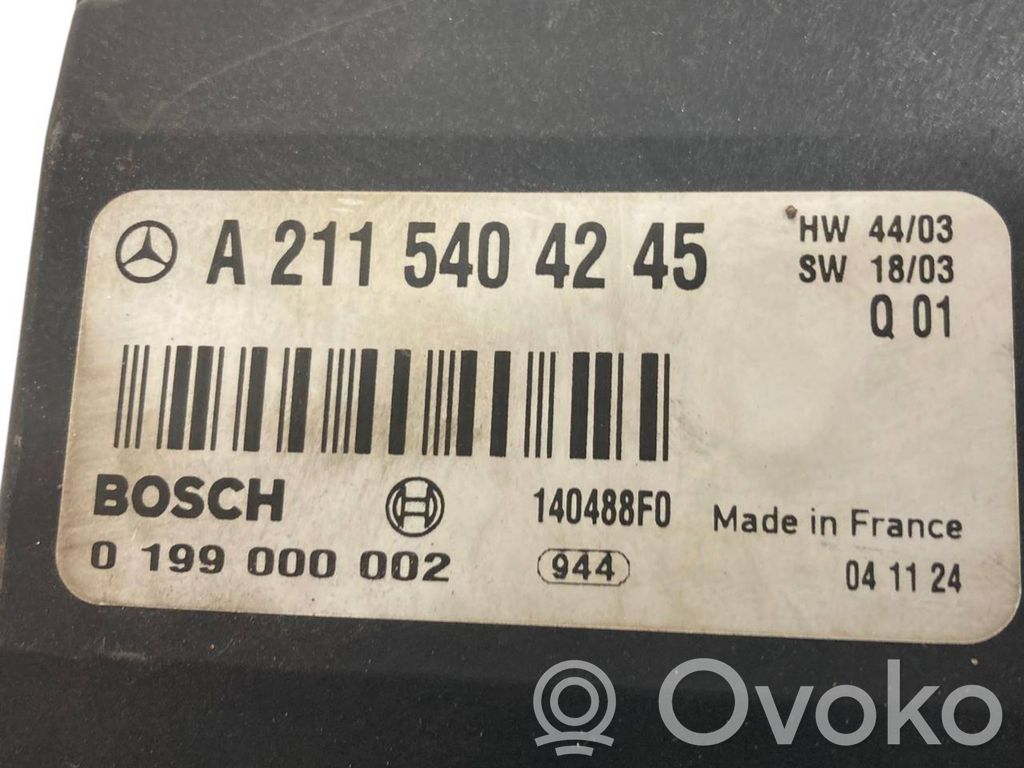 A 211 540 42 45
HW 44/03
SW 18/03
Q 01
BOSCH
140488F0
Made in France
0 199 000 002
944
04 11 24
Ovoko